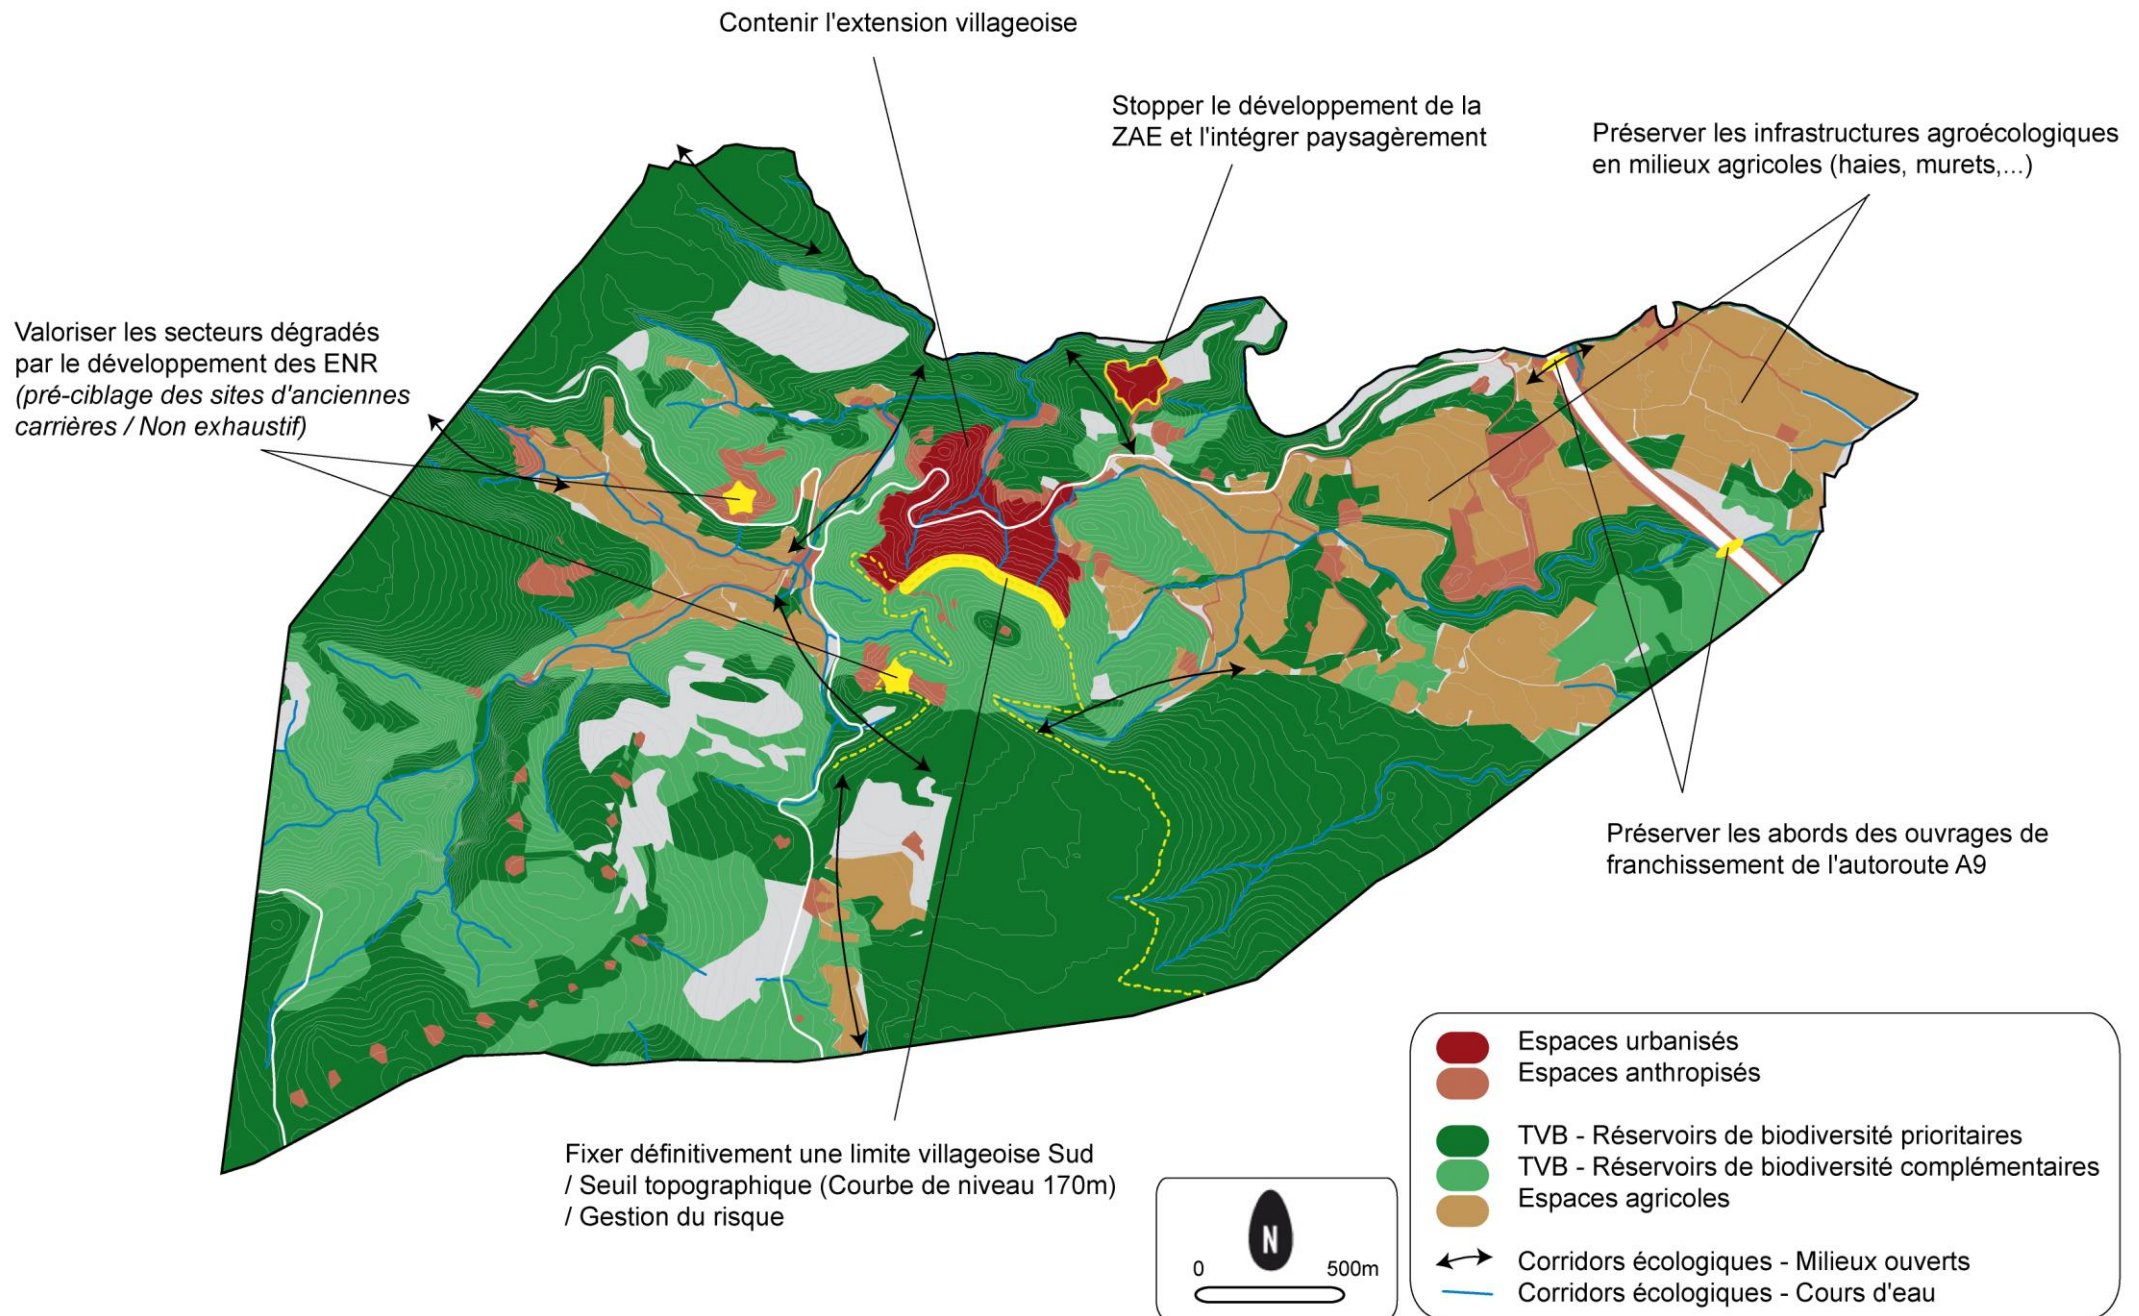 Contenir l'extension villageoise
Stopper le développement de la
ZAE et l'intégrer paysagèrement
Préserver les infrastructures agroécologiques
en milieux agricoles (haies, murets,...)
Valoriser les secteurs dégradés
par le développement des ENR
(pré-ciblage des sites d'anciennes
carrières / Non exhaustif)
Préserver les abords des ouvrages de
franchissement de l'autoroute A9
Fixer définitivement une limite villageoise Sud
/ Seuil topographique (Courbe de niveau 170m)
/ Gestion du risque
N
0 500m
Espaces urbanisés
Espaces anthropisés
TVB - Réservoirs de biodiversité prioritaires
TVB - Réservoirs de biodiversité complémentaires
Espaces agricoles
Corridors écologiques - Milieux ouverts
Corridors écologiques - Cours d'eau